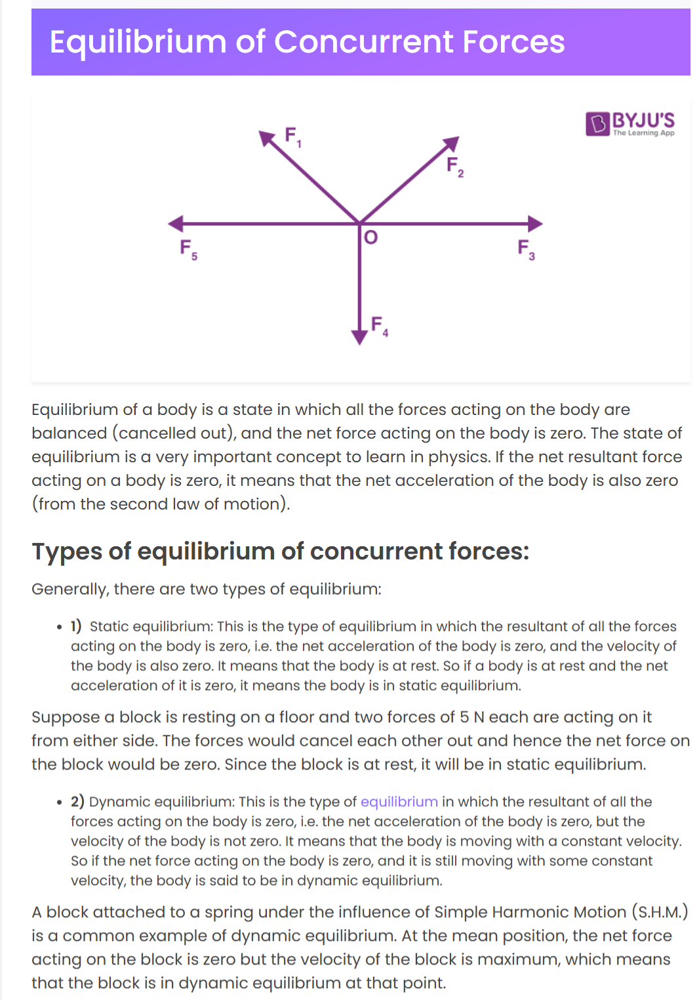 Equilibrium of Concurrent Forces
BYJU'S
The Learning App
F1
F2
O
F5
F3
F4
Equilibrium of a body is a state in which all the forces acting on the body are
balanced (cancelled out), and the net force acting on the body is zero. The state of
equilibrium is a very important concept to learn in physics. If the net resultant force
acting on a body is zero, it means that the net acceleration of the body is also zero
(from the second law of motion).
Types of equilibrium of concurrent forces:
Generally, there are two types of equilibrium:
• 1) Static equilibrium: This is the type of equilibrium in which the resultant of all the forces
acting on the body is zero, i.e. the net acceleration of the body is zero, and the velocity of
the body is also zero. It means that the body is at rest. So if a body is at rest and the net
acceleration of it is zero, it means the body is in static equilibrium.
Suppose a block is resting on a floor and two forces of 5 N each are acting on it
from either side. The forces would cancel each other out and hence the net force on
the block would be zero. Since the block is at rest, it will be in static equilibrium.
• 2) Dynamic equilibrium: This is the type of equilibrium in which the resultant of all the
forces acting on the body is zero, i.e. the net acceleration of the body is zero, but the
velocity of the body is not zero. It means that the body is moving with a constant velocity.
So if the net force acting on the body is zero, and it is still moving with some constant
velocity, the body is said to be in dynamic equilibrium.
A block attached to a spring under the influence of Simple Harmonic Motion (S.H.M.)
is a common example of dynamic equilibrium. At the mean position, the net force
acting on the block is zero but the velocity of the block is maximum, which means
that the block is in dynamic equilibrium at that point.